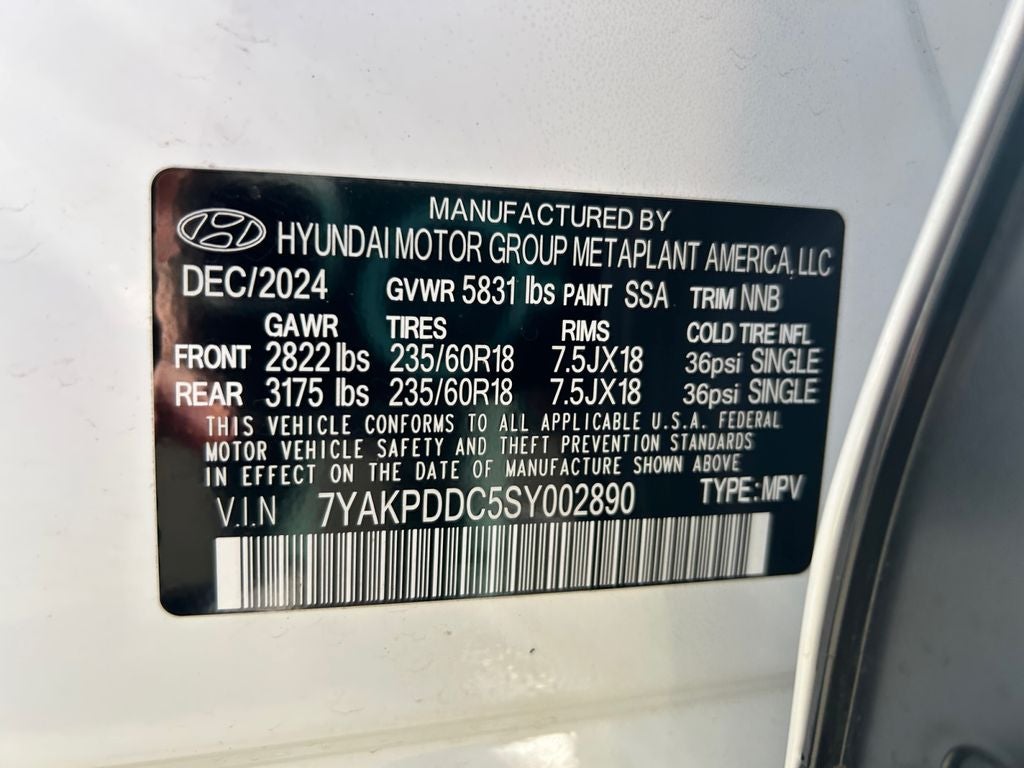 MANUFACTURED BY
HYUNDAI MOTOR GROUP METAPLANT AMERICA, LLC
DEC/2024 GVWR 5831 lbs PAINT SSA TRIM NNB
GAWR TIRES RIMS COLD TIRE INFL
FRONT 2822 lbs 235/60R18 7.5JX18 36psi SINGLE
REAR 3175 lbs 235/60R18 7.5JX18 36psi SINGLE
THIS VEHICLE CONFORMS TO ALL APPLICABLE U.S.A. FEDERAL
MOTOR VEHICLE SAFETY AND THEFT PREVENTION STANDARDS
IN EFFECT ON THE DATE OF MANUFACTURE SHOWN ABOVE
V.I.N 7YAKPDDC5SY002890 TYPE: MPV